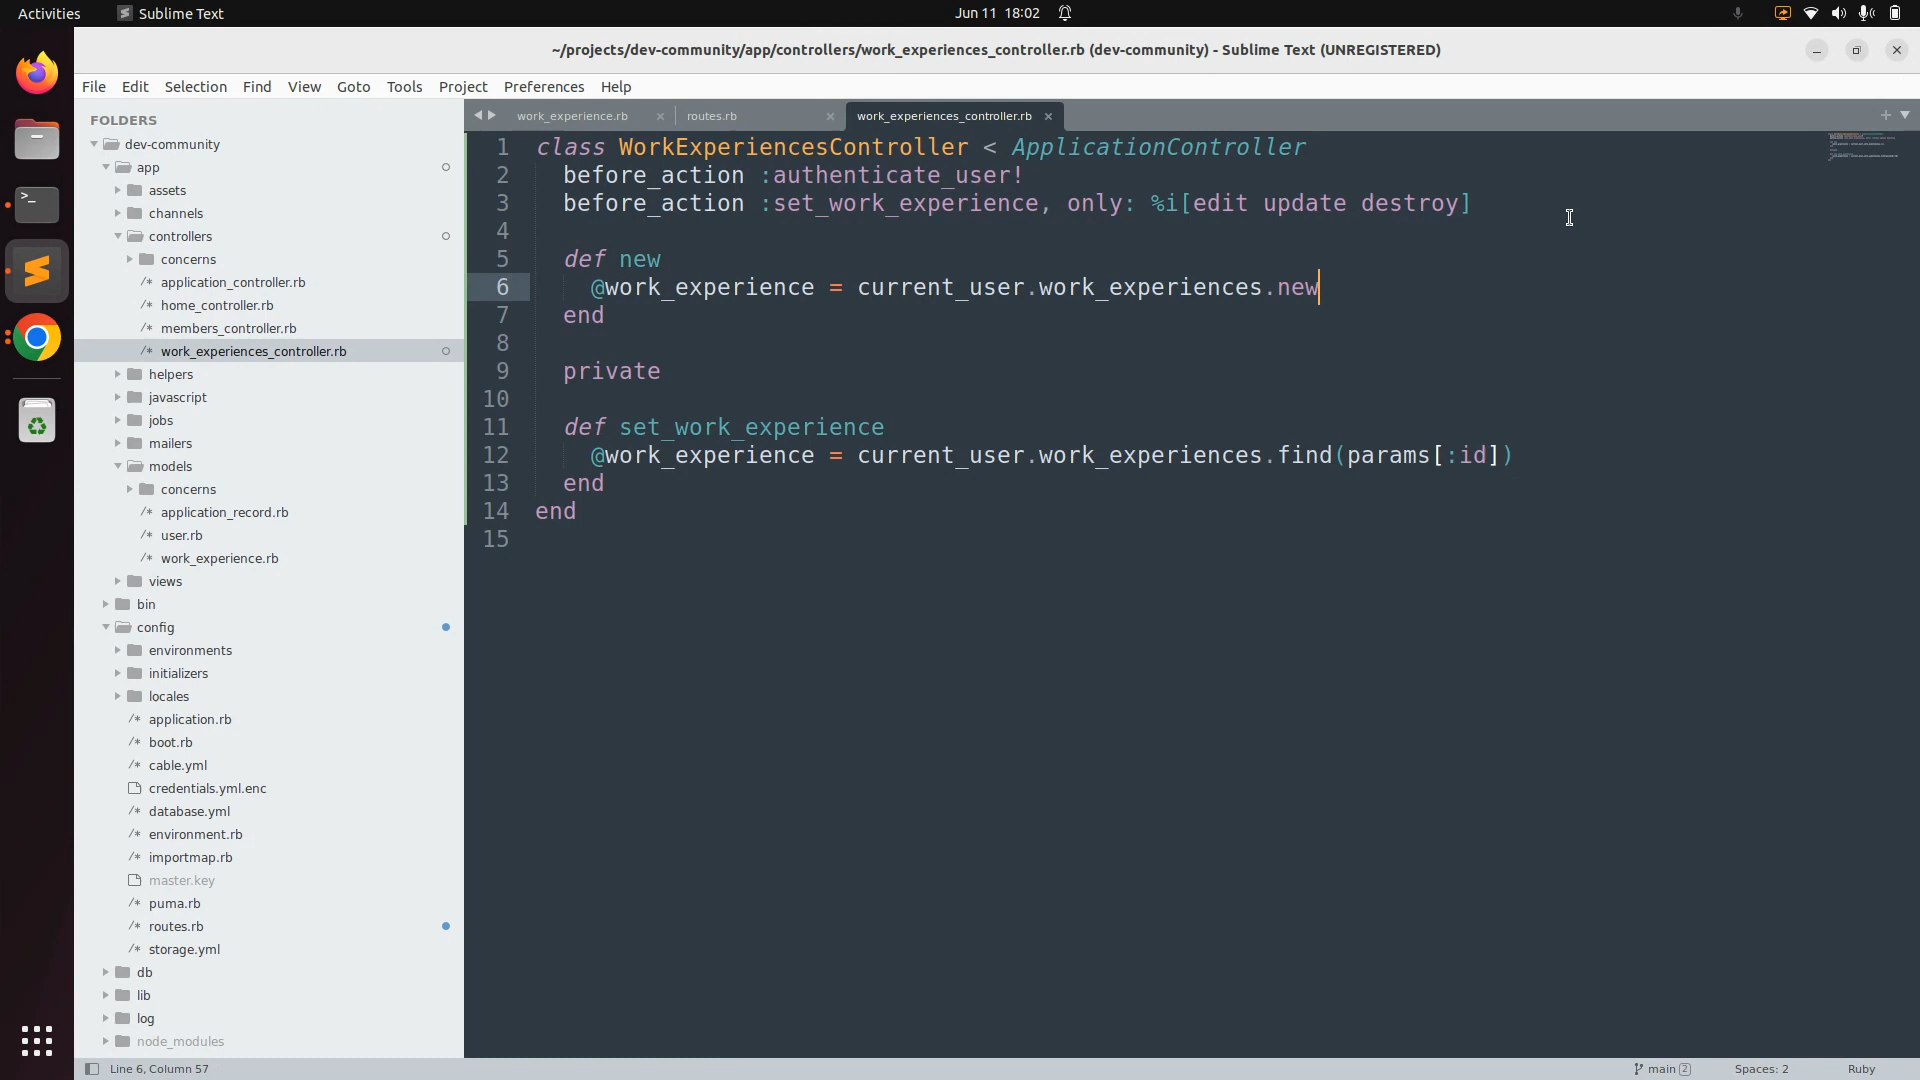 Activities
Sublime Text
Jun 11 18:02
~/projects/dev-community/app/controllers/work_experiences_controller.rb (dev-community) - Sublime Text (UNREGISTERED)
File Edit Selection Find View Goto Tools Project Preferences Help
FOLDERS
dev-community
app
assets
channels
controllers
concerns
/* application_controller.rb
/* home_controller.rb
/* members_controller.rb
/* work_experiences_controller.rb
helpers
javascript
jobs
mailers
models
concerns
/* application_record.rb
/* user.rb
/* work_experience.rb
views
bin
config
environments
initializers
locales
/* application.rb
/* boot.rb
/* cable.yml
credentials.yml.enc
/* database.yml
/* environment.rb
/* importmap.rb
master.key
/* puma.rb
/* routes.rb
/* storage.yml
db
lib
log
node_modules
work_experience.rb
routes.rb
work_experiences_controller.rb
1 class WorkExperiencesController < ApplicationController
2 before_action :authenticate_user!
3 before_action :set_work_experience, only: %i[edit update destroy]
4
5 def new
6 @work_experience = current_user.work_experiences.new
7 end
8
9 private
10
11 def set_work_experience
12 @work_experience = current_user.work_experiences.find(params[:id])
13 end
14 end
15
Line 6, Column 57
main 2
Spaces: 2
Ruby